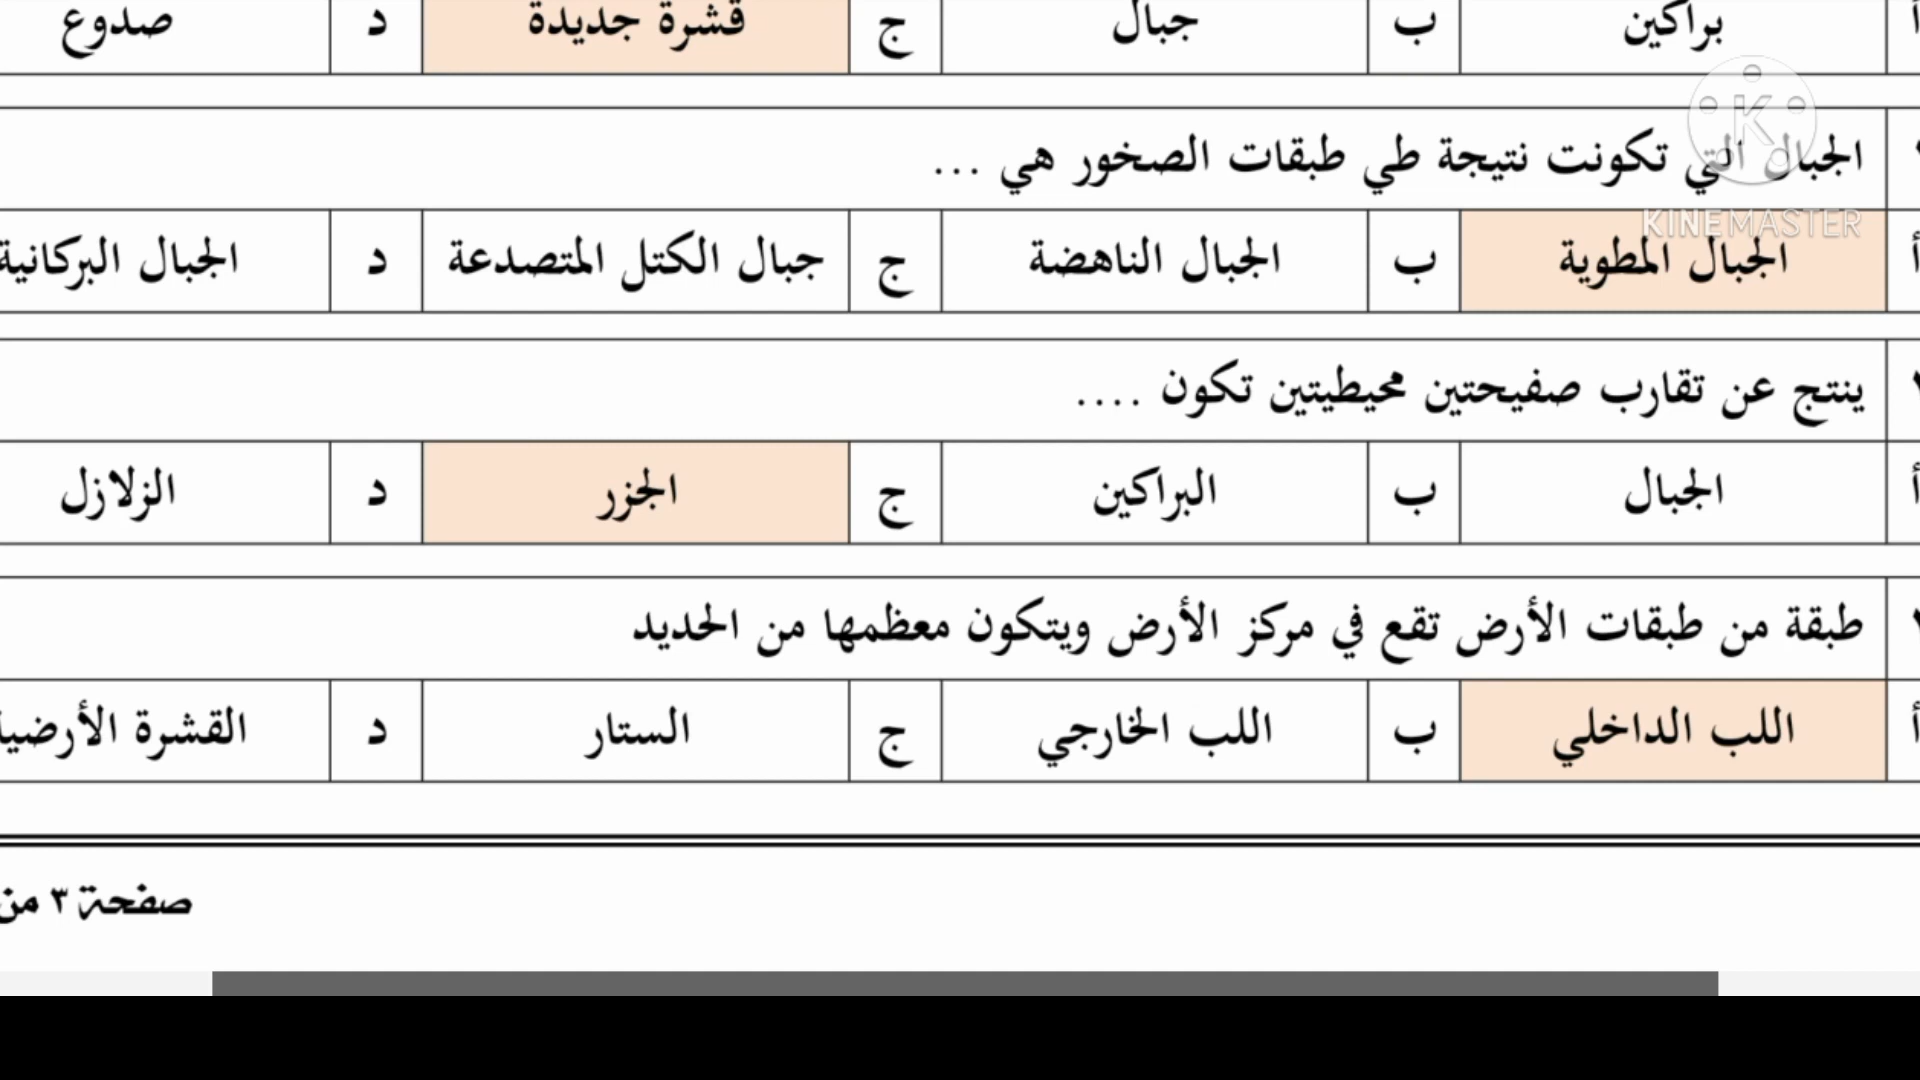 أ براكين ب جبال ج قشرة جديدة د صدوع
الجبال التي تكونت نتيجة طي طبقات الصخور هي ...
أ الجبال المطوية ب الجبال الناهضة ج جبال الكتل المتصدعة د الجبال البركانية
KINEMASTER
ينتج عن تقارب صفيحتين محيطيتين تكون ....
أ الجبال ب البراكين ج الجزر د الزلازل
طبقة من طبقات الأرض تقع في مركز الأرض ويتكون معظمها من الحديد
أ اللب الداخلي ب اللب الخارجي ج الستار د القشرة الأرضية
صفحة ٣ من